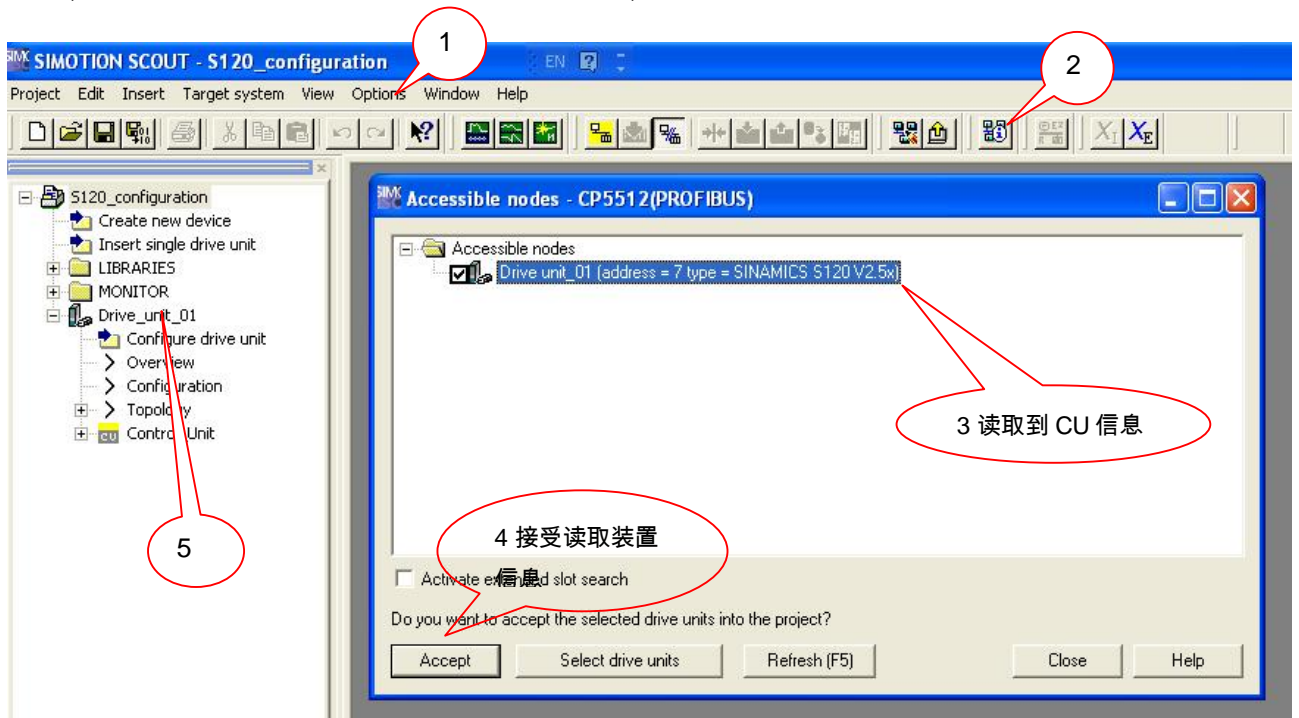 1
SIMOTION SCOUT - S120_configuration
EN
2
Project Edit Insert Target system View Options Window Help
S120_configuration
Create new device
Insert single drive unit
LIBRARIES
MONITOR
Drive_unit_01
Configure drive unit
Overview
Configuration
Topology
Control Unit
5
Accessible nodes - CP5512(PROFIBUS)
Accessible nodes
Drive unit_01 (address = 7 type = SINAMICS S120 V2.5x)
3 读取到 CU 信息
4 接受读取装置
信息
Activate extended slot search
Do you want to accept the selected drive units into the project?
Accept Select drive units Refresh (F5) Close Help